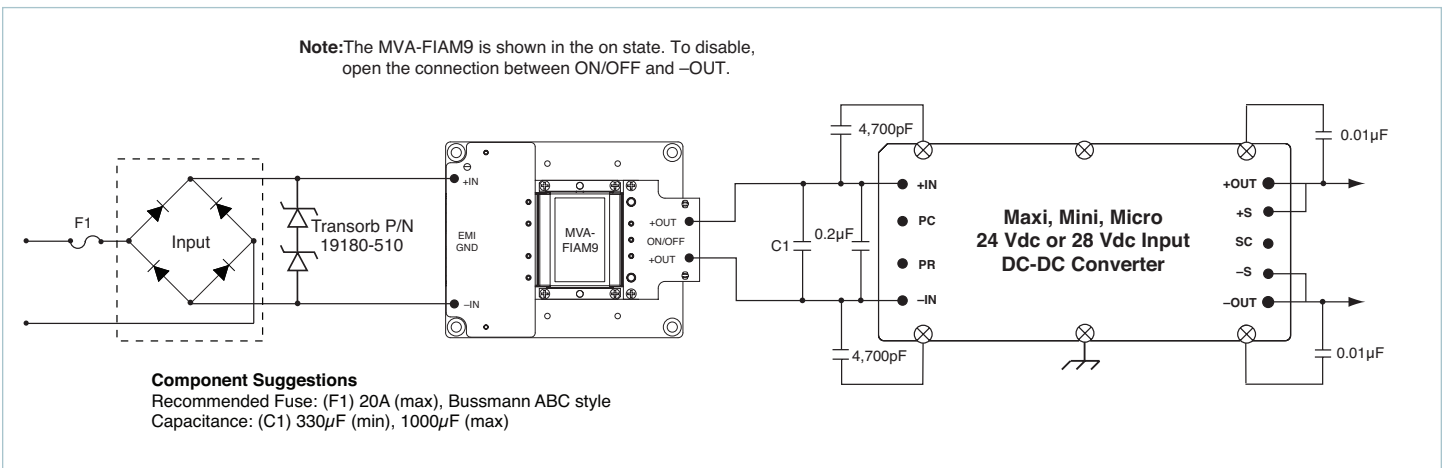 Note:The MVA-FIAM9 is shown in the on state. To disable,
open the connection between ON/OFF and –OUT.
F1
Input
Transorb P/N
19180-510
+IN
EMI
GND
–IN
MVA-
FIAM9
+OUT
ON/OFF
+OUT
C1
0.2µF
4,700pF
4,700pF
+IN
PC
PR
–IN
Maxi, Mini, Micro
24 Vdc or 28 Vdc Input
DC-DC Converter
+OUT
+S
SC
–S
–OUT
0.01µF
0.01µF
Component Suggestions
Recommended Fuse: (F1) 20A (max), Bussmann ABC style
Capacitance: (C1) 330µF (min), 1000µF (max)